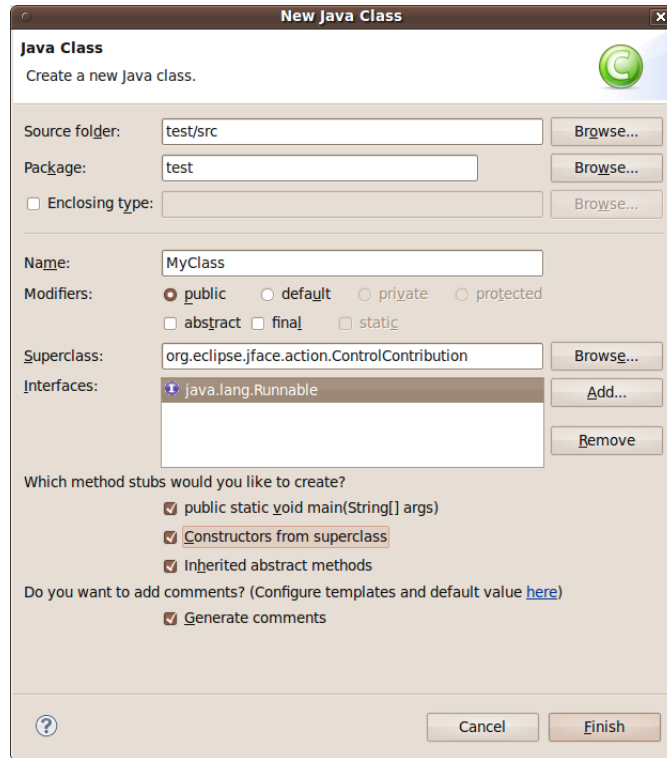 New Java Class
Java Class
Create a new Java class.
Source folder: test/src Browse...
Package: test Browse...
Enclosing type: Browse...
Name: MyClass
Modifiers: public default private protected
abstract final static
Superclass: org.eclipse.jface.action.ControlContribution Browse...
Interfaces: java.lang.Runnable Add...
Remove
Which method stubs would you like to create?
public static void main(String[] args)
Constructors from superclass
Inherited abstract methods
Do you want to add comments? (Configure templates and default value here)
Generate comments
Cancel Finish